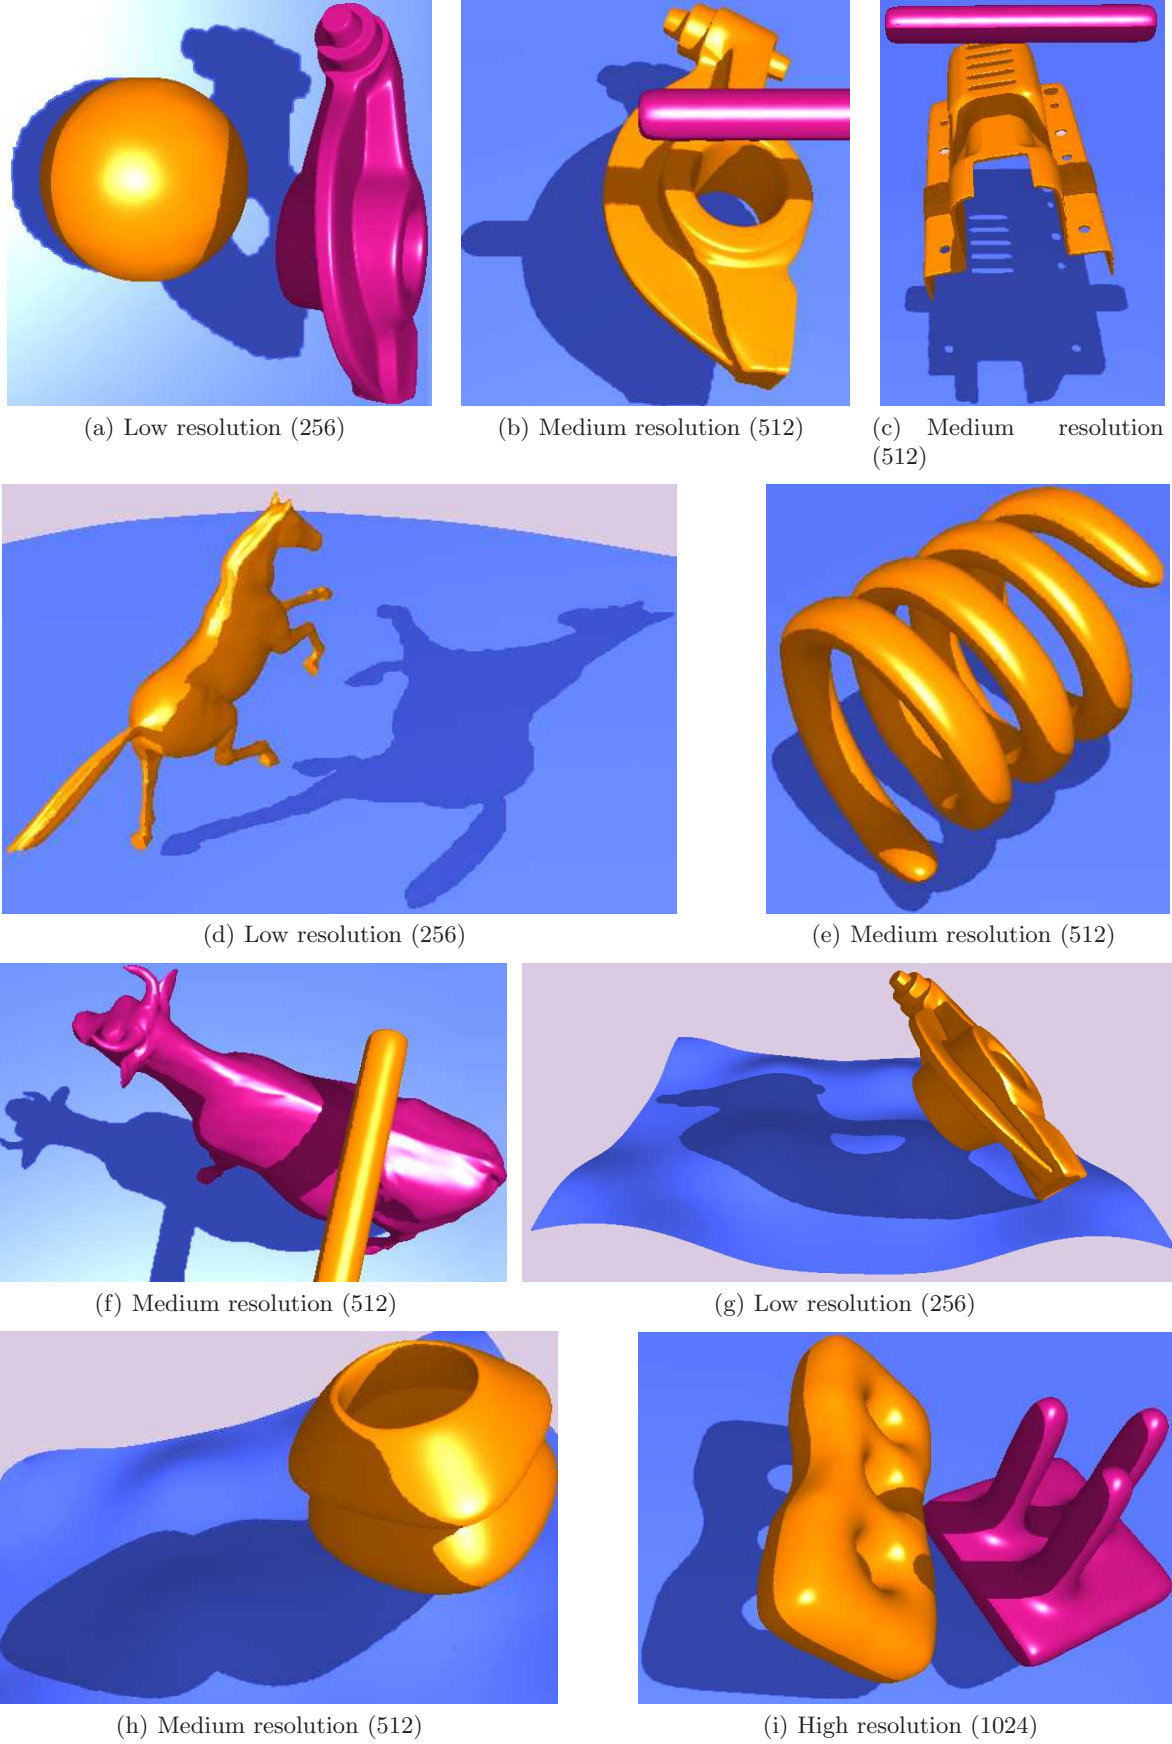 (a) Low resolution (256)
(b) Medium resolution (512)
(c) Medium resolution
(512)
(d) Low resolution (256)
(e) Medium resolution (512)
(f) Medium resolution (512)
(g) Low resolution (256)
(h) Medium resolution (512)
(i) High resolution (1024)